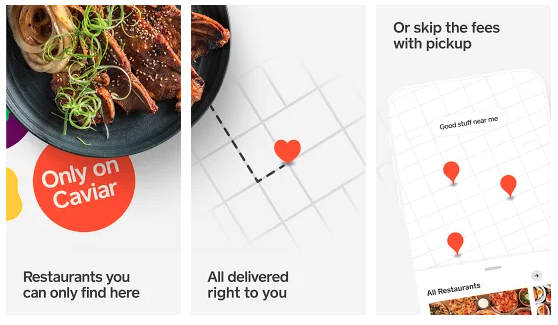 Only on
Caviar
Restaurants you
can only find here
All delivered
right to you
Or skip the fees
with pickup
Good stuff near me
All Restaurants